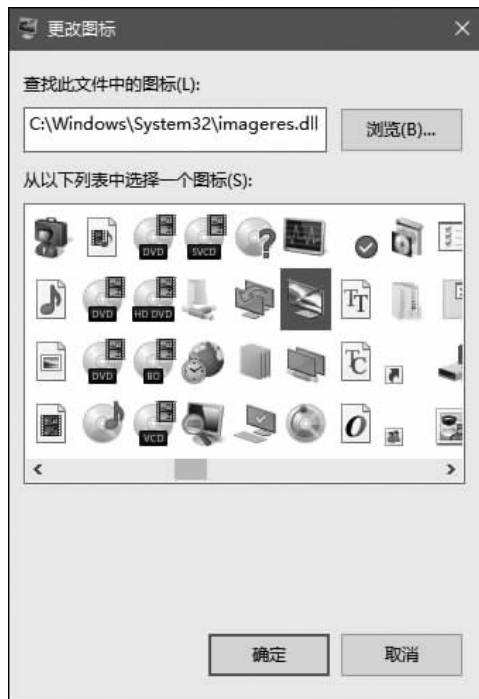 更改图标
查找此文件中的图标(L):
C:\Windows\System32\imageres.dll
浏览(B)...
从以下列表中选择一个图标(S):
DVD SVCD
DVD HD DVD TT
DVD BD TC
VCD O
确定 取消